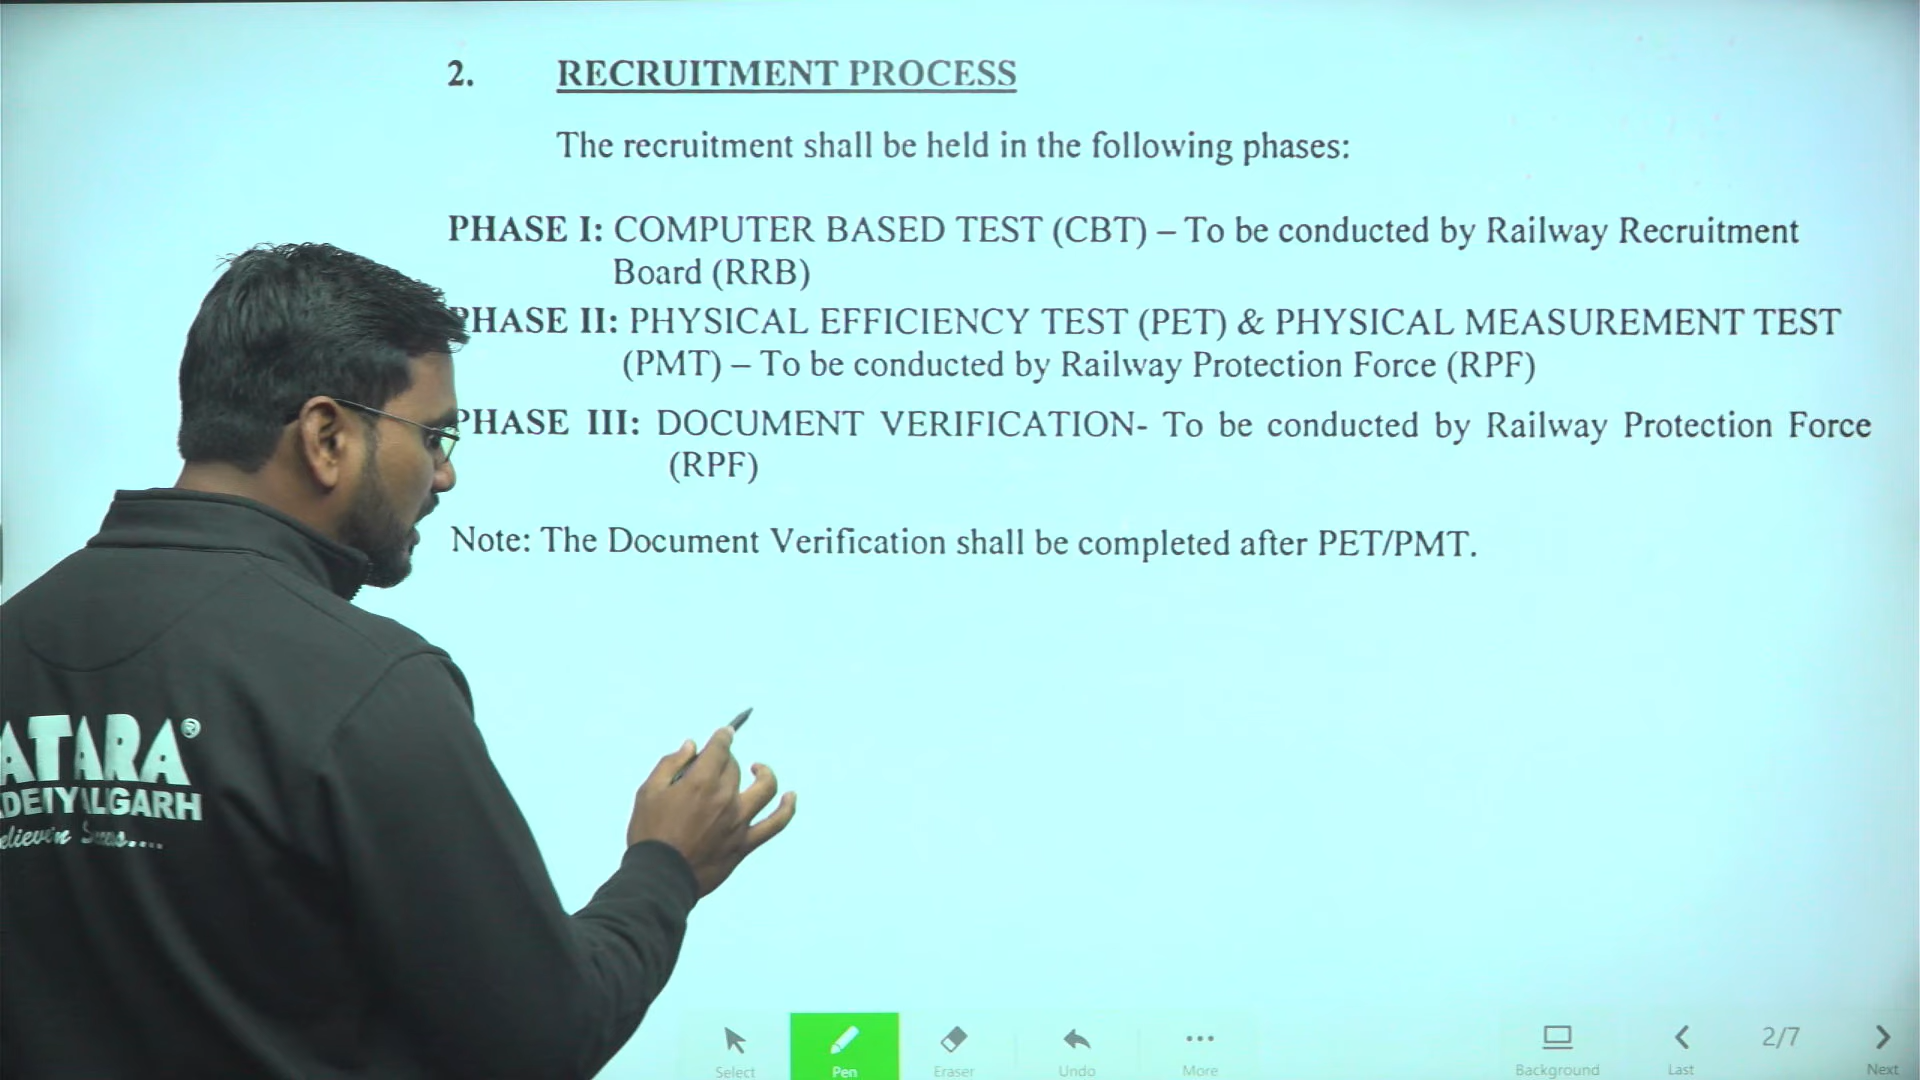 2. RECRUITMENT PROCESS
The recruitment shall be held in the following phases:
PHASE I: COMPUTER BASED TEST (CBT) – To be conducted by Railway Recruitment
Board (RRB)
PHASE II: PHYSICAL EFFICIENCY TEST (PET) & PHYSICAL MEASUREMENT TEST
(PMT) – To be conducted by Railway Protection Force (RPF)
PHASE III: DOCUMENT VERIFICATION- To be conducted by Railway Protection Force
(RPF)
Note: The Document Verification shall be completed after PET/PMT.
ATARA®
ALIGARH
Select Pen Eraser Undo More Background Last 2/7 Next